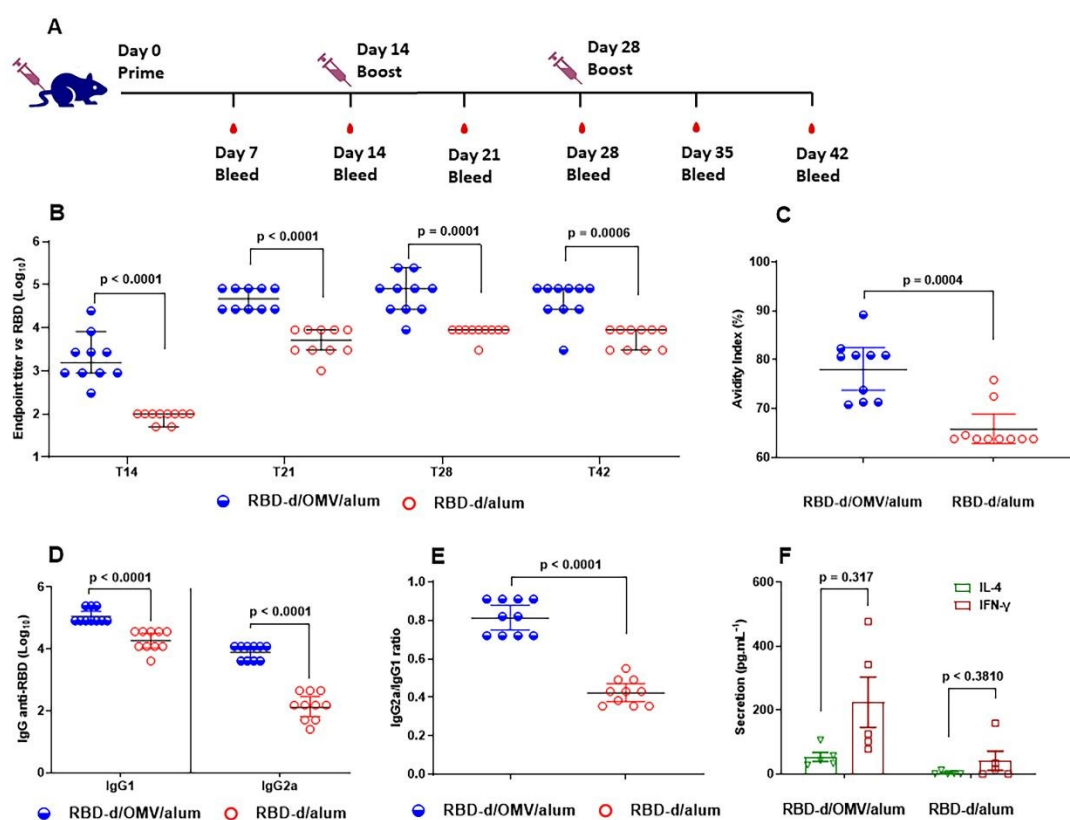 A
Day 0
Prime
Day 14
Boost
Day 28
Boost
Day 7
Bleed
Day 14
Bleed
Day 21
Bleed
Day 28
Bleed
Day 35
Bleed
Day 42
Bleed
B
Endpoint titer vs RBD (Log10)
6
5
4
3
2
1
p < 0.0001
p < 0.0001
p = 0.0001
p = 0.0006
T14
T21
T28
T42
RBD-d/OMV/alum
RBD-d/alum
C
Avidity Index (%)
100
90
80
70
60
p = 0.0004
RBD-d/OMV/alum
RBD-d/alum
D
IgG anti-RBD (Log10)
6
4
2
0
p < 0.0001
p < 0.0001
IgG1
IgG2a
RBD-d/OMV/alum
RBD-d/alum
E
IgG2a/IgG1 ratio
1.0
0.8
0.6
0.4
0.2
0.0
p < 0.0001
RBD-d/OMV/alum
RBD-d/alum
F
Secretion (pg.mL⁻¹)
600
400
200
0
p = 0.317
IL-4
IFN-γ
p < 0.3810
RBD-d/OMV/alum
RBD-d/alum